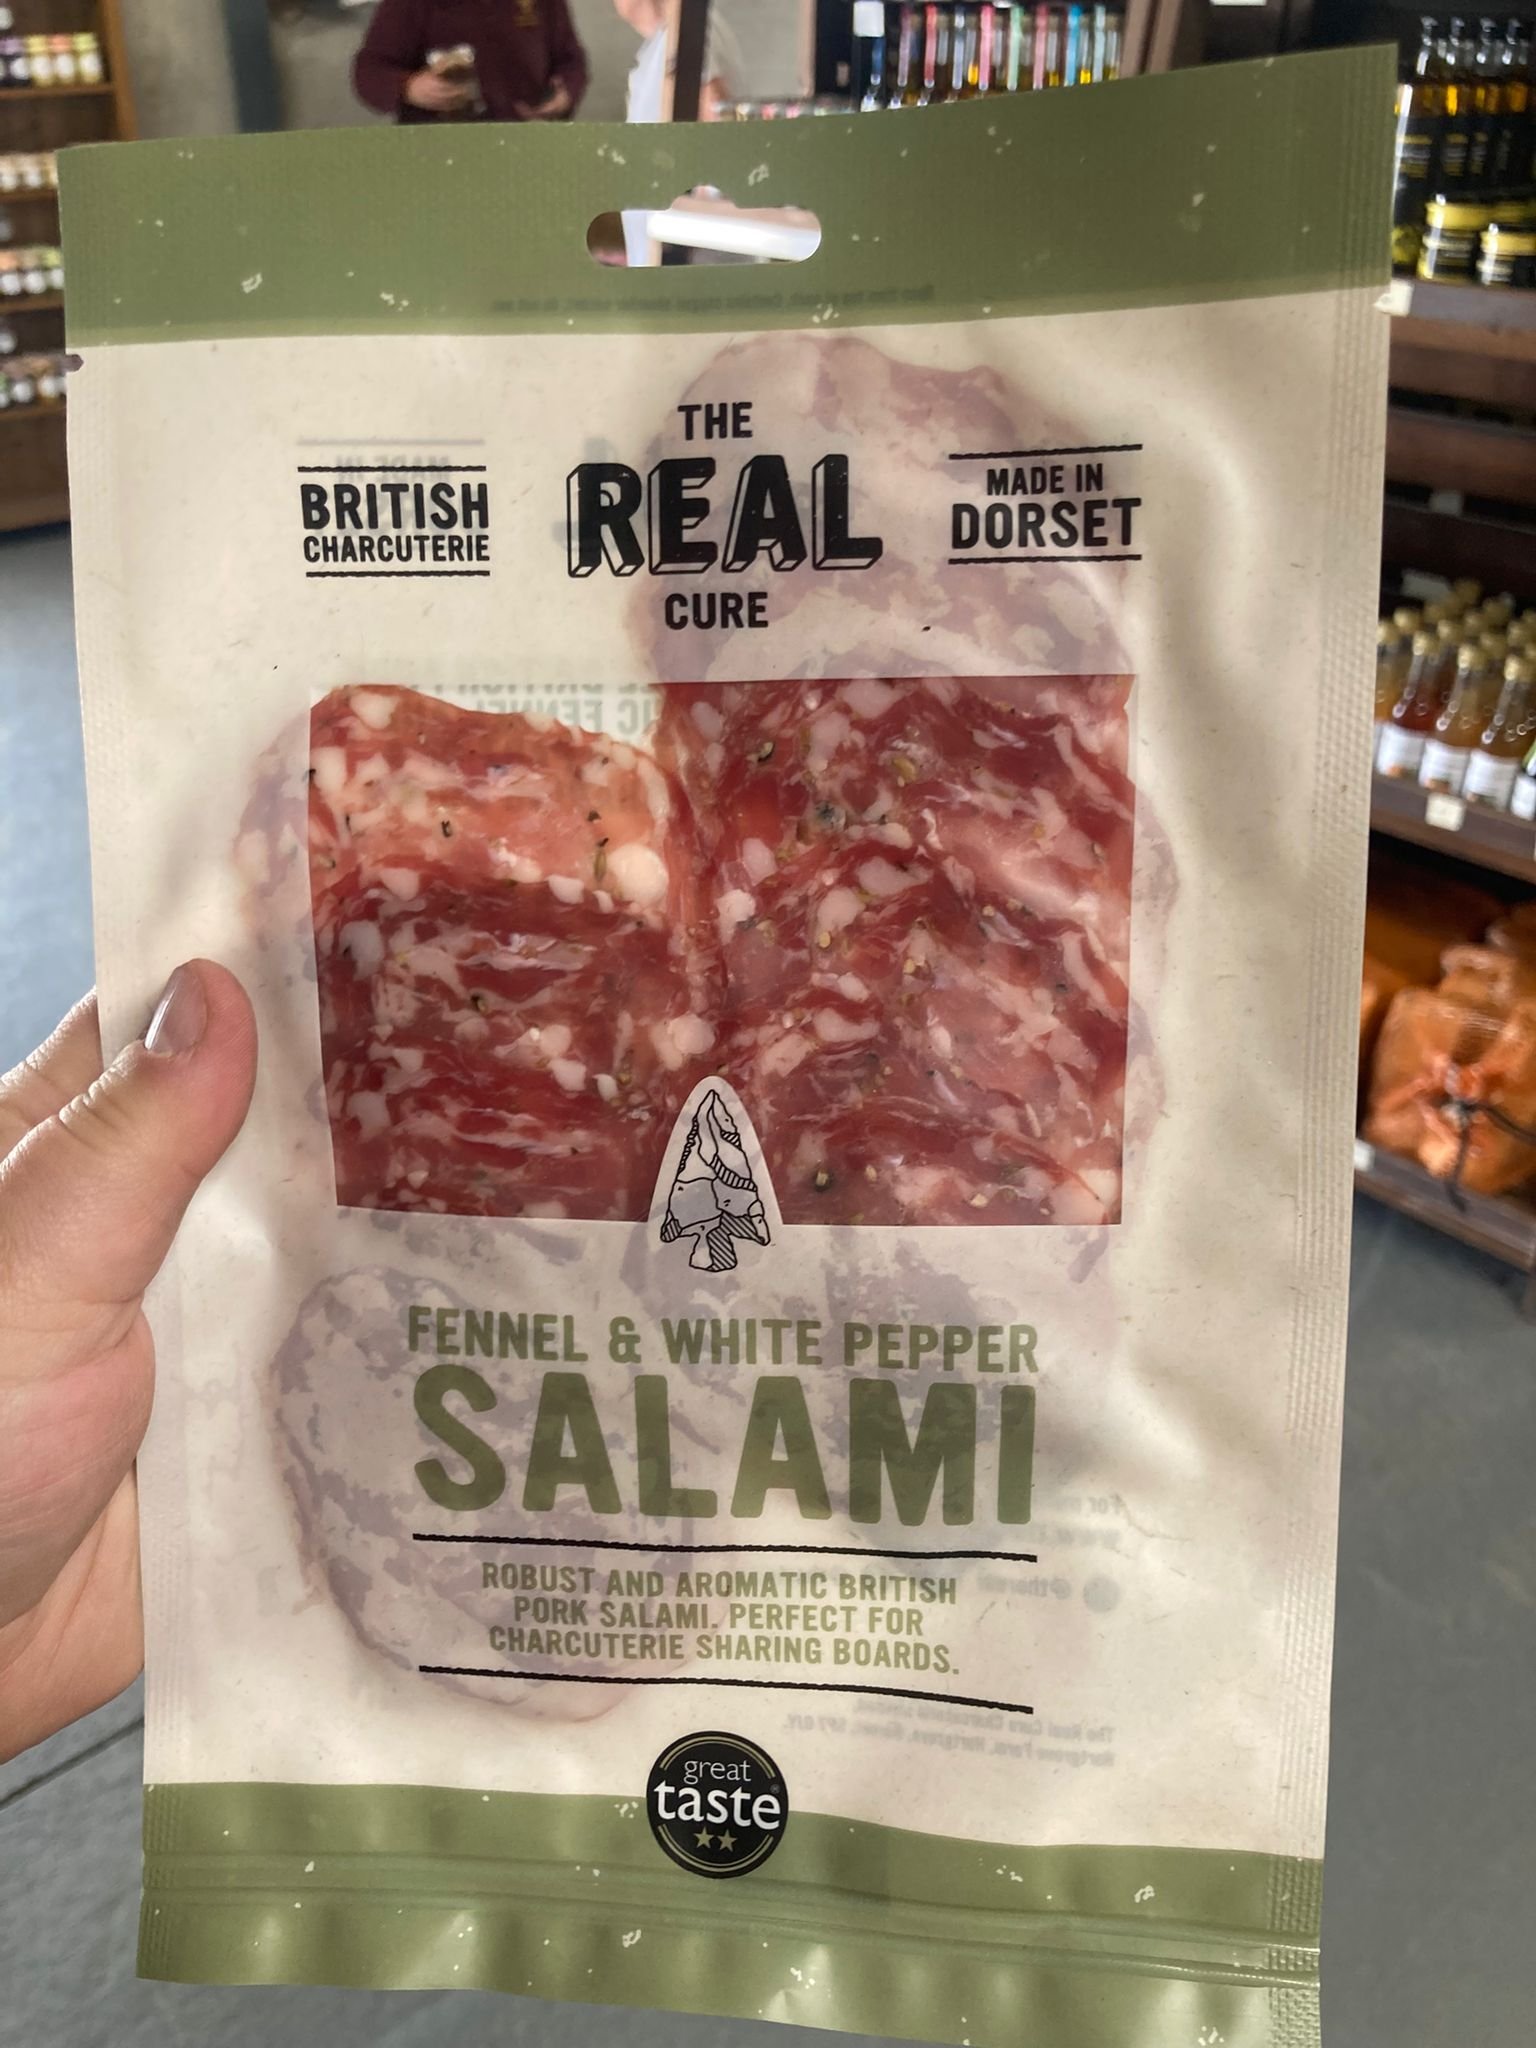 THE
REAL
CURE
BRITISH
CHARCUTERIE
MADE IN
DORSET
FENNEL & WHITE PEPPER
SALAMI
ROBUST AND AROMATIC BRITISH
PORK SALAMI. PERFECT FOR
CHARCUTERIE SHARING BOARDS.
great
taste